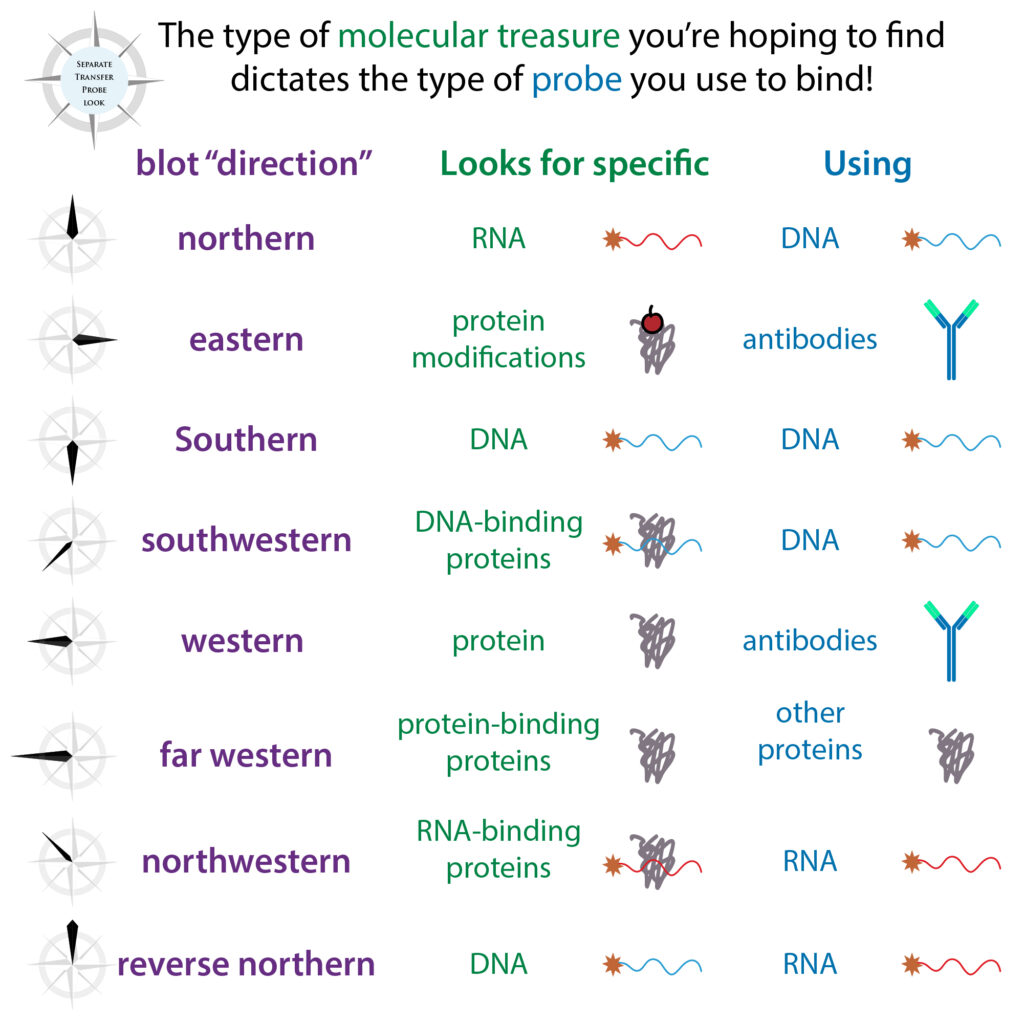 The type of molecular treasure you’re hoping to find
dictates the type of probe you use to bind!
SEPARATE
TRANSFER
PROBE
LOOK
blot “direction” Looks for specific Using
northern RNA DNA
eastern protein modifications antibodies
Southern DNA DNA
southwestern DNA-binding proteins DNA
western protein antibodies
far western protein-binding proteins other proteins
northwestern RNA-binding proteins RNA
reverse northern DNA RNA